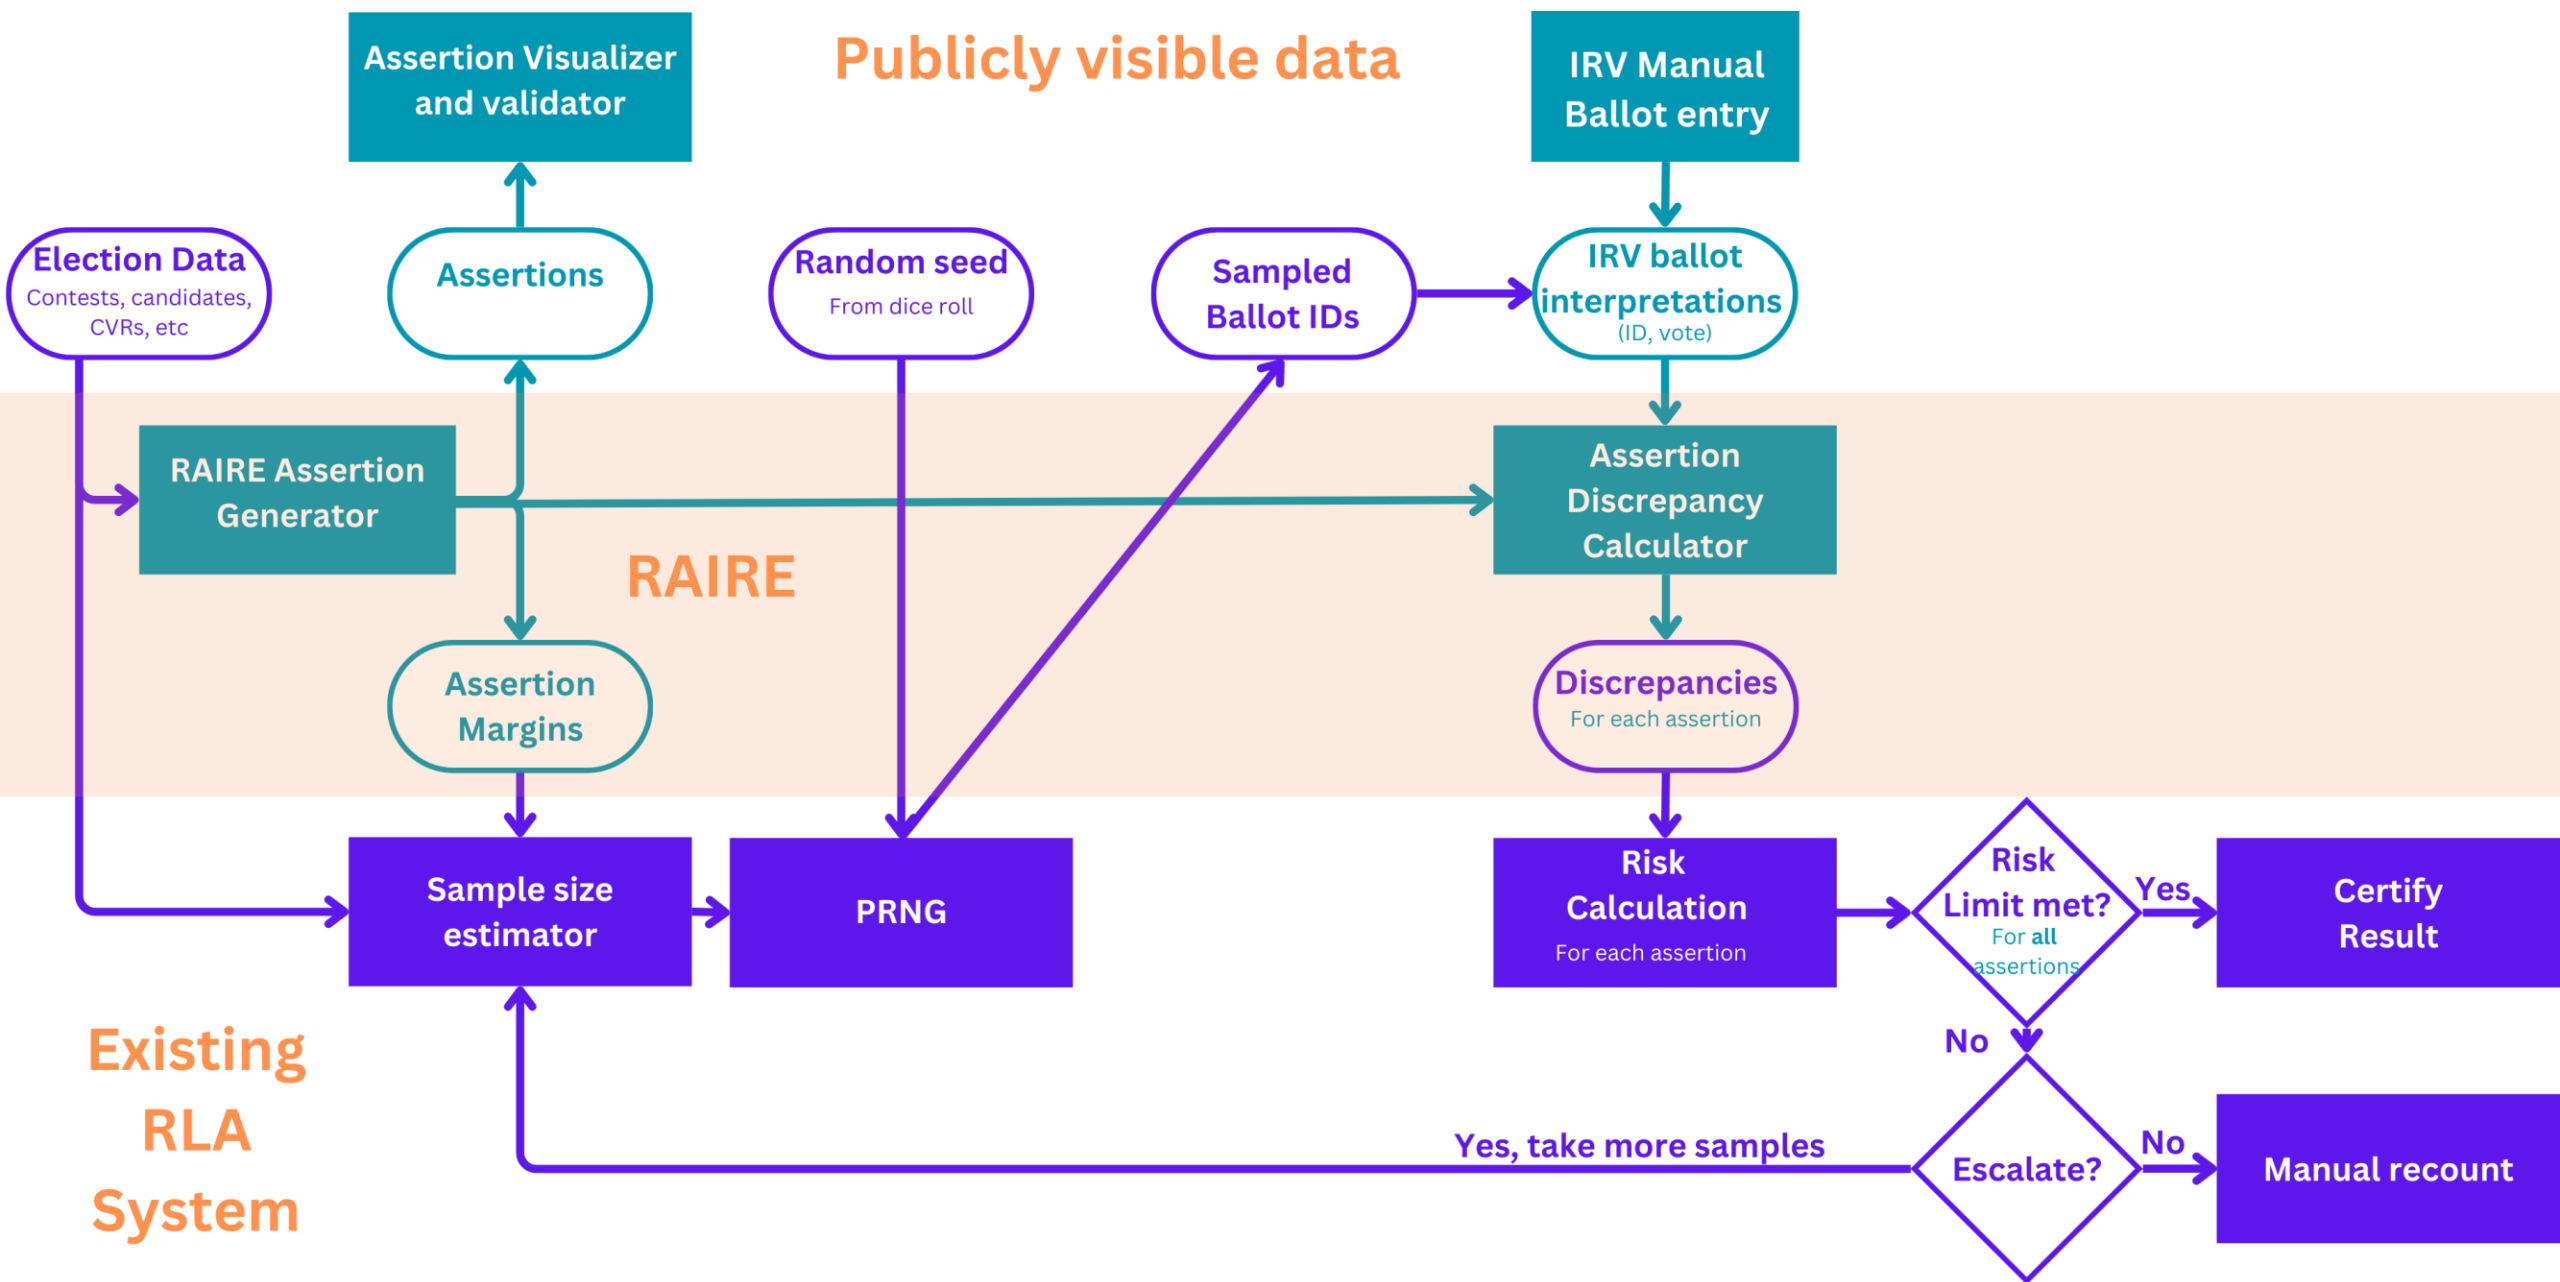 Assertion Visualizer
and validator
Publicly visible data
IRV Manual
Ballot entry
Election Data
Contests, candidates,
CVRs, etc
Assertions
Random seed
From dice roll
Sampled
Ballot IDs
IRV ballot
interpretations
(ID, vote)
RAIRE Assertion
Generator
Assertion
Discrepancy
Calculator
RAIRE
Assertion
Margins
Discrepancies
For each assertion
Sample size
estimator
PRNG
Risk
Calculation
For each assertion
Risk
Limit met?
For all
assertions
Yes
Certify
Result
No
Existing
RLA
System
Yes, take more samples
Escalate?
No
Manual recount